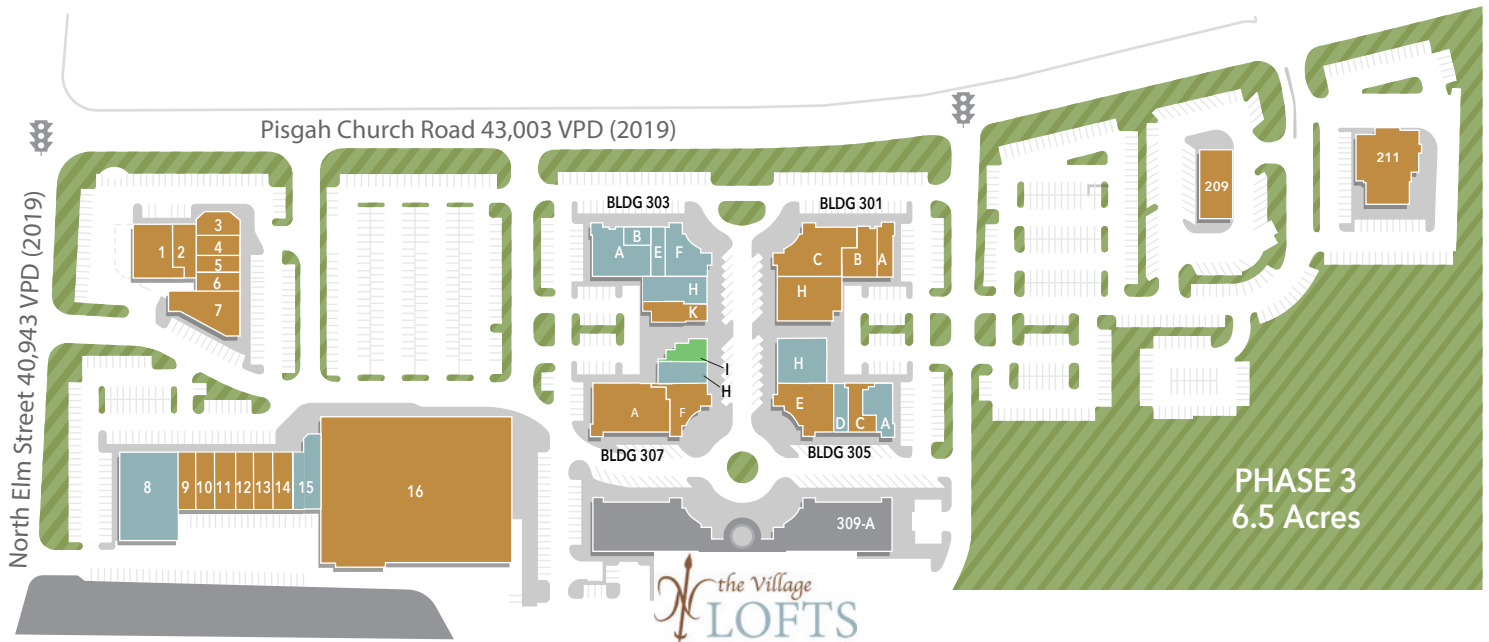 Pisgah Church Road 43,003 VPD (2019)
North Elm Street 40,943 VPD (2019)
1
2
3
4
5
6
7
8
9
10
11
12
13
14
15
16
BLDG 303
A
B
E
F
H
K
BLDG 301
C
B
A
H
I
H
A
F
BLDG 307
H
E
D
C
A
BLDG 305
309-A
209
211
PHASE 3
6.5 Acres
the Village
LOFTS